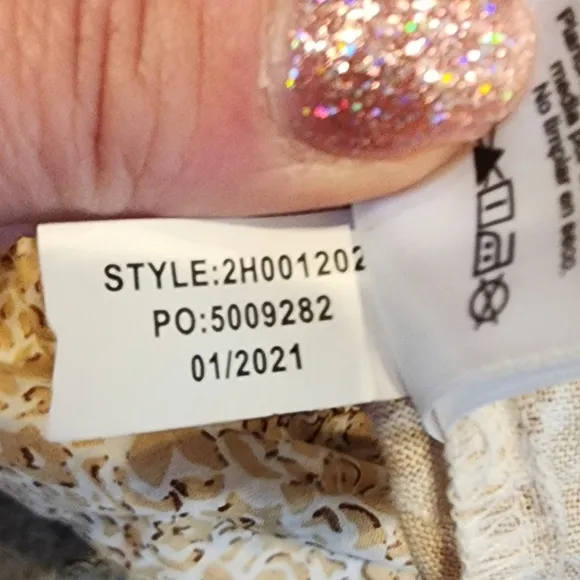 STYLE:2H001202
PO:5009282
01/2021
No limpiar en seco.